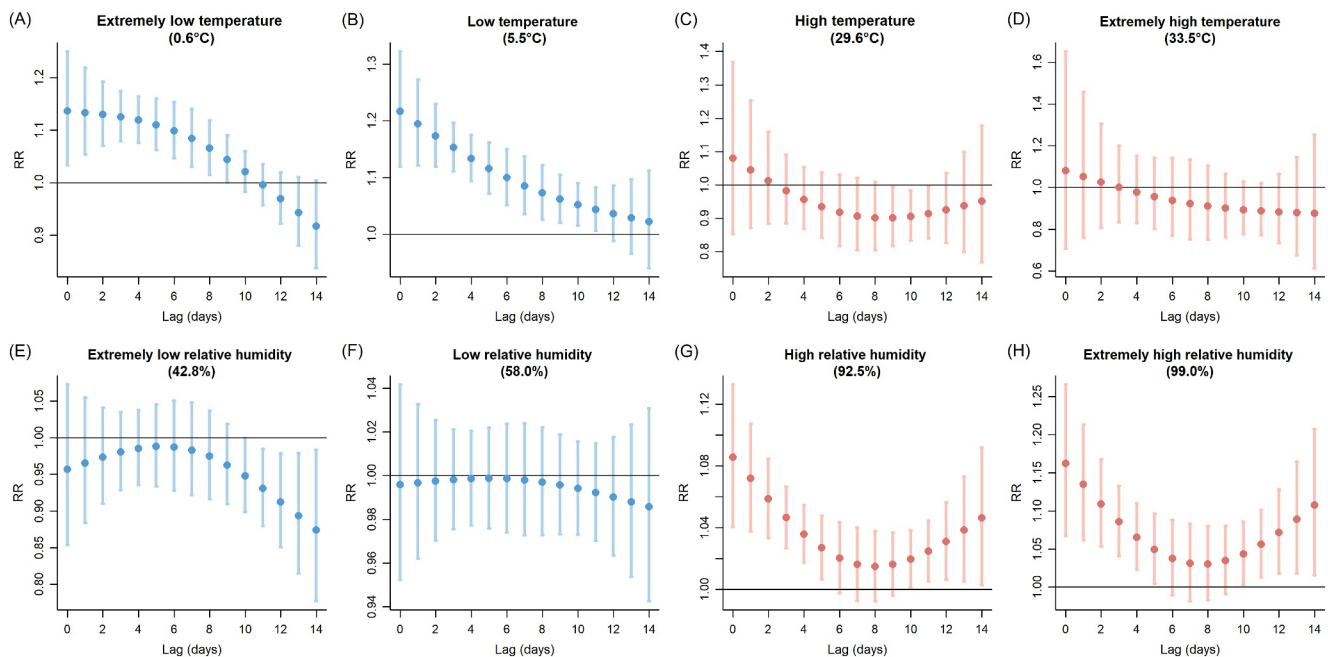 (A)
Extremely low temperature
(0.6°C)
RR
1.2
1.1
1.0
0.9
0 2 4 6 8 10 12 14
Lag (days)
(B)
Low temperature
(5.5°C)
RR
1.3
1.2
1.1
1.0
0 2 4 6 8 10 12 14
Lag (days)
(C)
High temperature
(29.6°C)
RR
1.4
1.3
1.2
1.1
1.0
0.9
0.8
0 2 4 6 8 10 12 14
Lag (days)
(D)
Extremely high temperature
(33.5°C)
RR
1.6
1.4
1.2
1.0
0.8
0.6
0 2 4 6 8 10 12 14
Lag (days)
(E)
Extremely low relative humidity
(42.8%)
RR
1.05
1.00
0.95
0.90
0.85
0.80
0 2 4 6 8 10 12 14
Lag (days)
(F)
Low relative humidity
(58.0%)
RR
1.04
1.02
1.00
0.98
0.96
0.94
0 2 4 6 8 10 12 14
Lag (days)
(G)
High relative humidity
(92.5%)
RR
1.12
1.08
1.04
1.00
0 2 4 6 8 10 12 14
Lag (days)
(H)
Extremely high relative humidity
(99.0%)
RR
1.25
1.20
1.15
1.10
1.05
1.00
0 2 4 6 8 10 12 14
Lag (days)